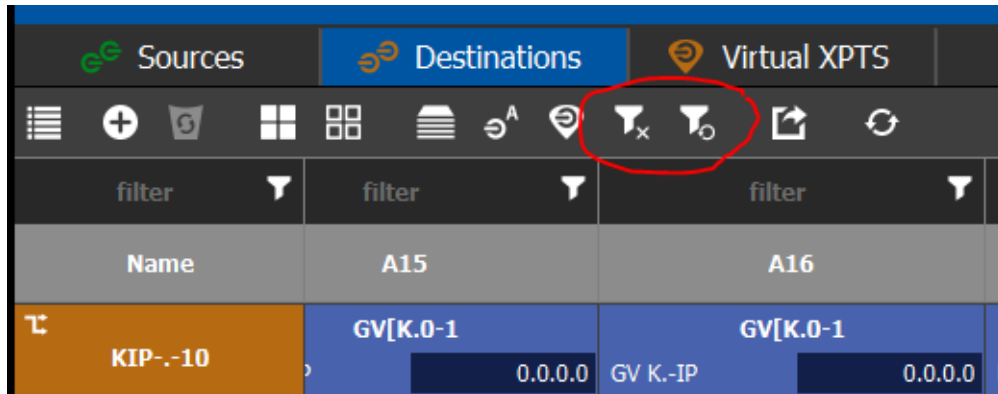 Sources Destinations Virtual XPTS
A
filter filter filter
Name A15 A16
GV[K.0-1 GV[K.0-1
KIP-.-10
0.0.0.0 GV K.-IP 0.0.0.0